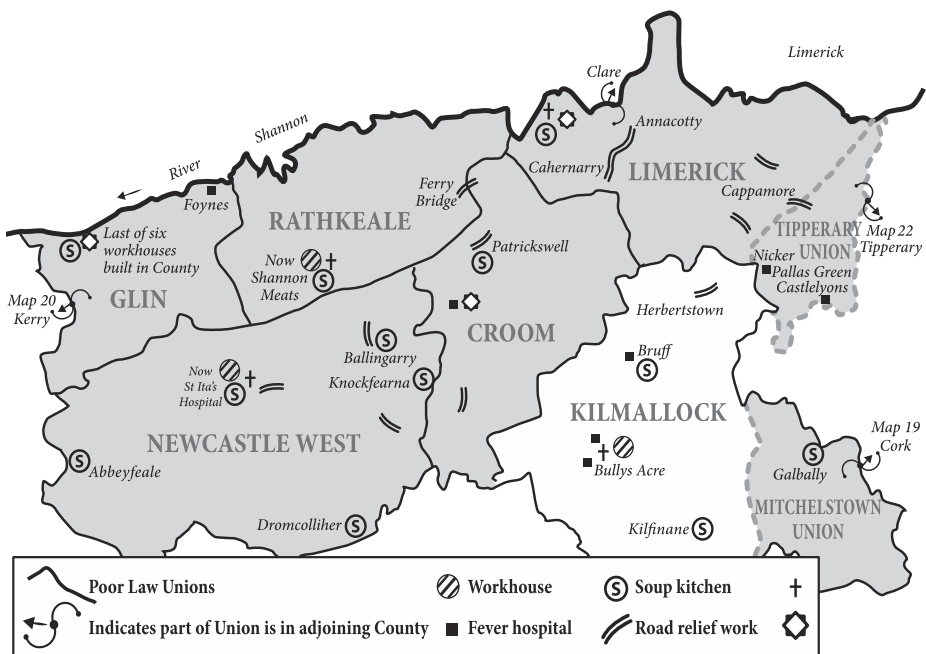 Limerick
Clare
Shannon
River
Annacotty
Cahernarry
LIMERICK
Cappamore
Ferry
Bridge
Foynes
RATHKEALE
Last of six
workhouses
built in County
GLIN
Now
Shannon
Meats
S
Patrickswell
TIPPERARY
UNION
Map 22
Tipperary
Nicker
Pallas Green
Castlelyons
Map 20
Kerry
Herbertstown
CROOM
Ballingarry
Knockfearna
Bruff
Now
St Ita's
Hospital
KILMALLOCK
NEWCASTLE WEST
Abbeyfeale
Bullys Acre
Map 19
Cork
Galbally
MITCHELSTOWN
UNION
Dromcolliher
Kilfinane
Poor Law Unions
Workhouse
S Soup kitchen
Indicates part of Union is in adjoining County
Fever hospital
Road relief work